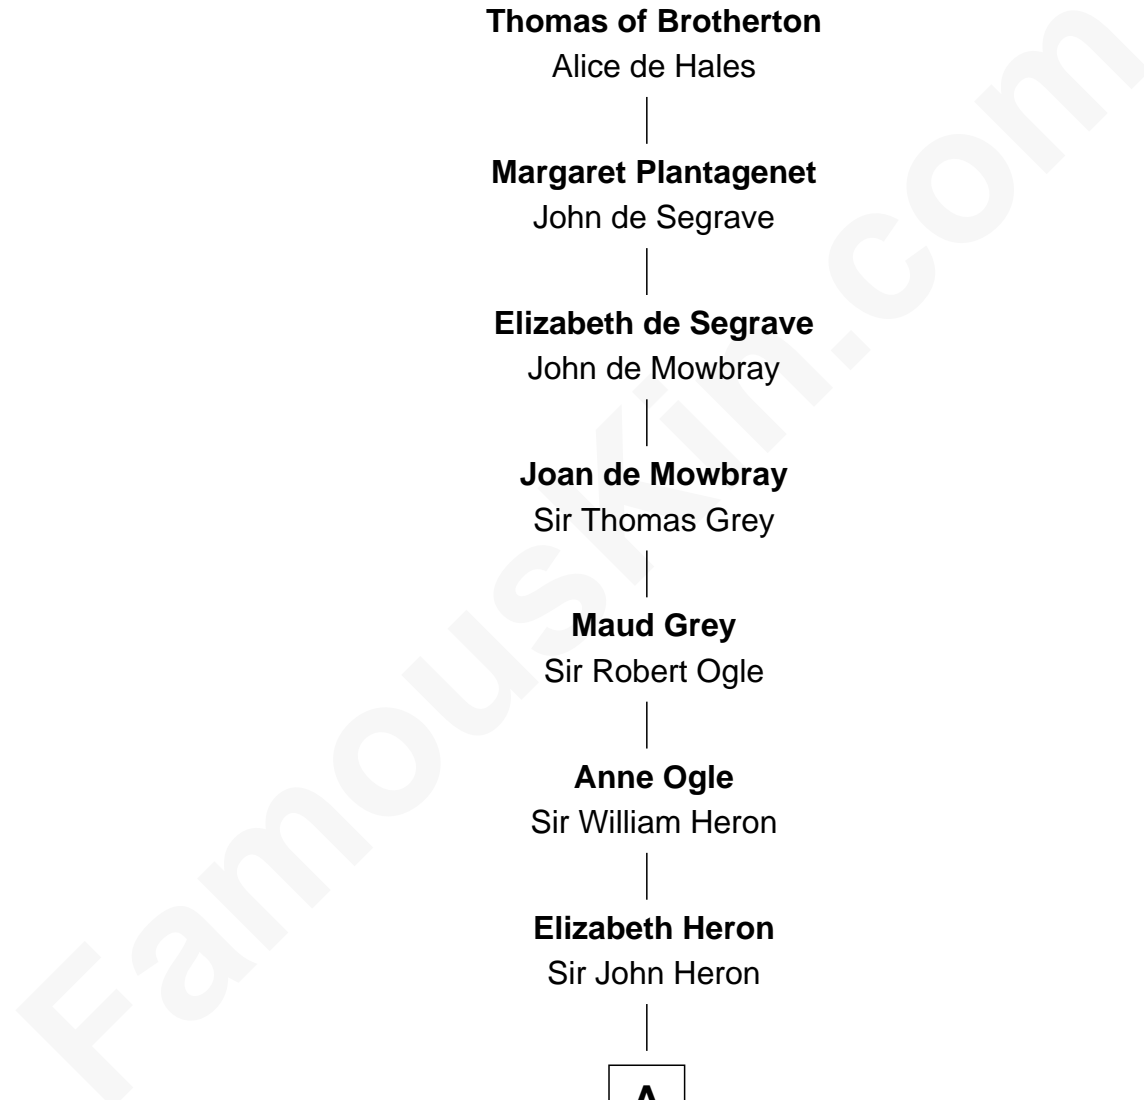 Thomas of Brotherton
Alice de Hales
Margaret Plantagenet
John de Segrave
Elizabeth de Segrave
John de Mowbray
Joan de Mowbray
Sir Thomas Grey
Maud Grey
Sir Robert Ogle
Anne Ogle
Sir William Heron
Elizabeth Heron
Sir John Heron
A
FamousKin.com